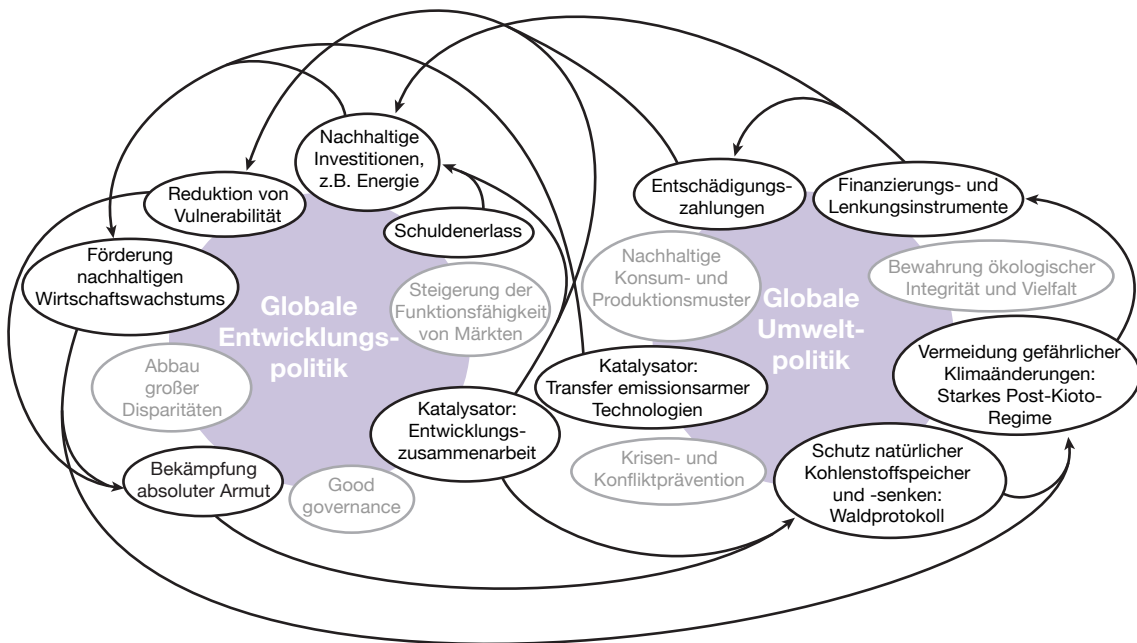 Nachhaltige
Investitionen,
z.B. Energie
Reduktion von
Vulnerabilität
Schuldenerlass
Förderung
nachhaltigen
Wirtschaftswachstums
Steigerung der
Funktionsfähigkeit
von Märkten
Globale
Entwicklungs-
politik
Abbau
großer
Disparitäten
Katalysator:
Entwicklungs-
zusammenarbeit
Bekämpfung
absoluter Armut
Good
governance
Entschädigungs-
zahlungen
Finanzierungs- und
Lenkungsinstrumente
Nachhaltige
Konsum- und
Produktionsmuster
Bewahrung ökologischer
Integrität und Vielfalt
Globale
Umwelt-
politik
Katalysator:
Transfer emissionsarmer
Technologien
Vermeidung gefährlicher
Klimaänderungen:
Starkes Post-Kioto-
Regime
Krisen- und
Konfliktprävention
Schutz natürlicher
Kohlenstoffspeicher
und -senken:
Waldprotokoll